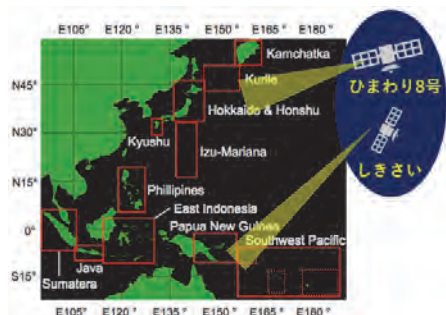 E105° E120° E135° E150° E165° E180°
Kamchatka
N45°
Kurile
ひまわり8号
Hokkaido & Honshu
N30°
Kyushu
しきさい
Izu-Mariana
N15°
Phillipines
East Indonesia
0°
Papua New Guinea
Southwest Pacific
S15°
Java
Sumatera
E105° E120° E135° E150° E165° E180°